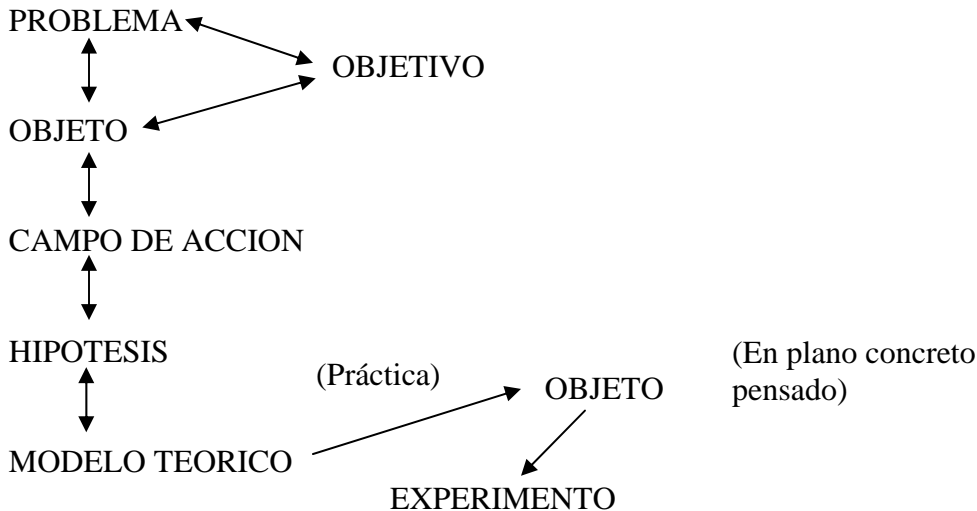 PROBLEMA
OBJETIVO
OBJETO
CAMPO DE ACCION
HIPOTESIS
(Práctica)
OBJETO
(En plano concreto
pensado)
MODELO TEORICO
EXPERIMENTO